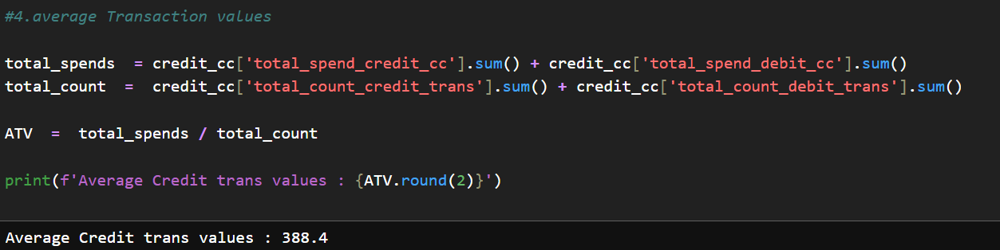 #4.average Transaction values
total_spends  = credit_cc['total_spend_credit_cc'].sum() + credit_cc['total_spend_debit_cc'].sum()
total_count  =  credit_cc['total_count_credit_trans'].sum() + credit_cc['total_count_debit_trans'].sum()
ATV  =  total_spends / total_count
print(f'Average Credit trans values : {ATV.round(2)}')
Average Credit trans values : 388.4